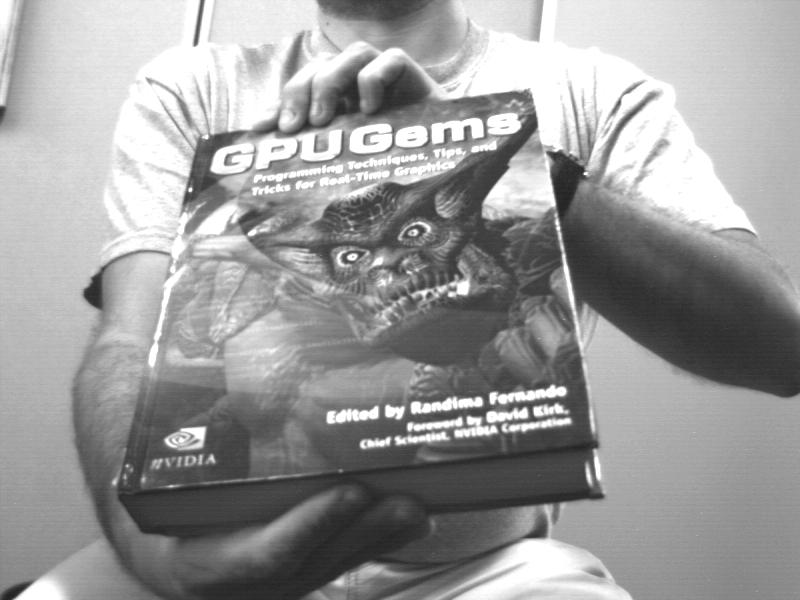 GPU Gems
Programming Techniques, Tips, and
Tricks for Real-Time Graphics
Edited by Randima Fernando
Foreword by David Kirk,
Chief Scientist, NVIDIA Corporation
nVIDIA